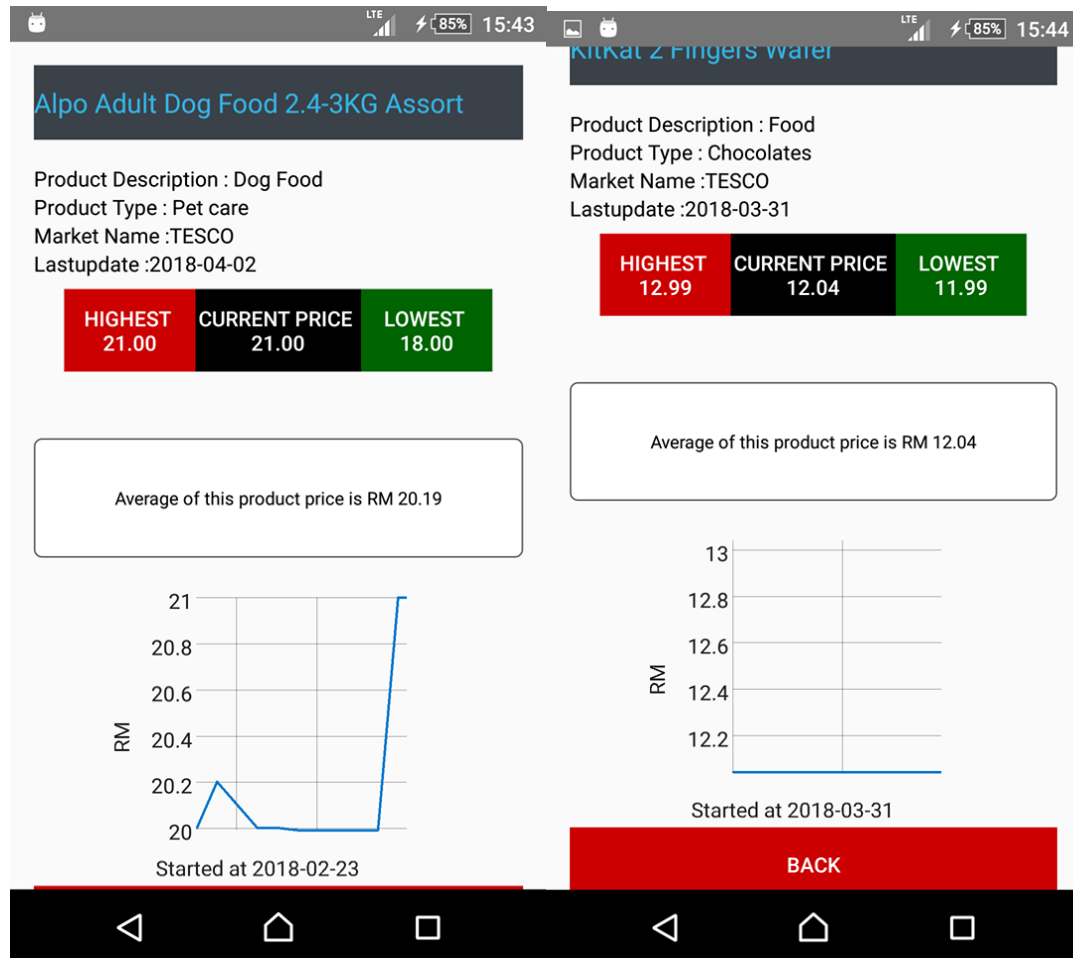 LTE
85%
15:43
Alpo Adult Dog Food 2.4-3KG Assort
Product Description : Dog Food
Product Type : Pet care
Market Name :TESCO
Lastupdate :2018-04-02
HIGHEST CURRENT PRICE LOWEST
21.00 21.00 18.00
Average of this product price is RM 20.19
21
20.8
20.6
20.4
20.2
20
RM
Started at 2018-02-23
LTE
85%
15:44
KitKat 2 Fingers Wafer
Product Description : Food
Product Type : Chocolates
Market Name :TESCO
Lastupdate :2018-03-31
HIGHEST CURRENT PRICE LOWEST
12.99 12.04 11.99
Average of this product price is RM 12.04
13
12.8
12.6
12.4
12.2
RM
Started at 2018-03-31
BACK